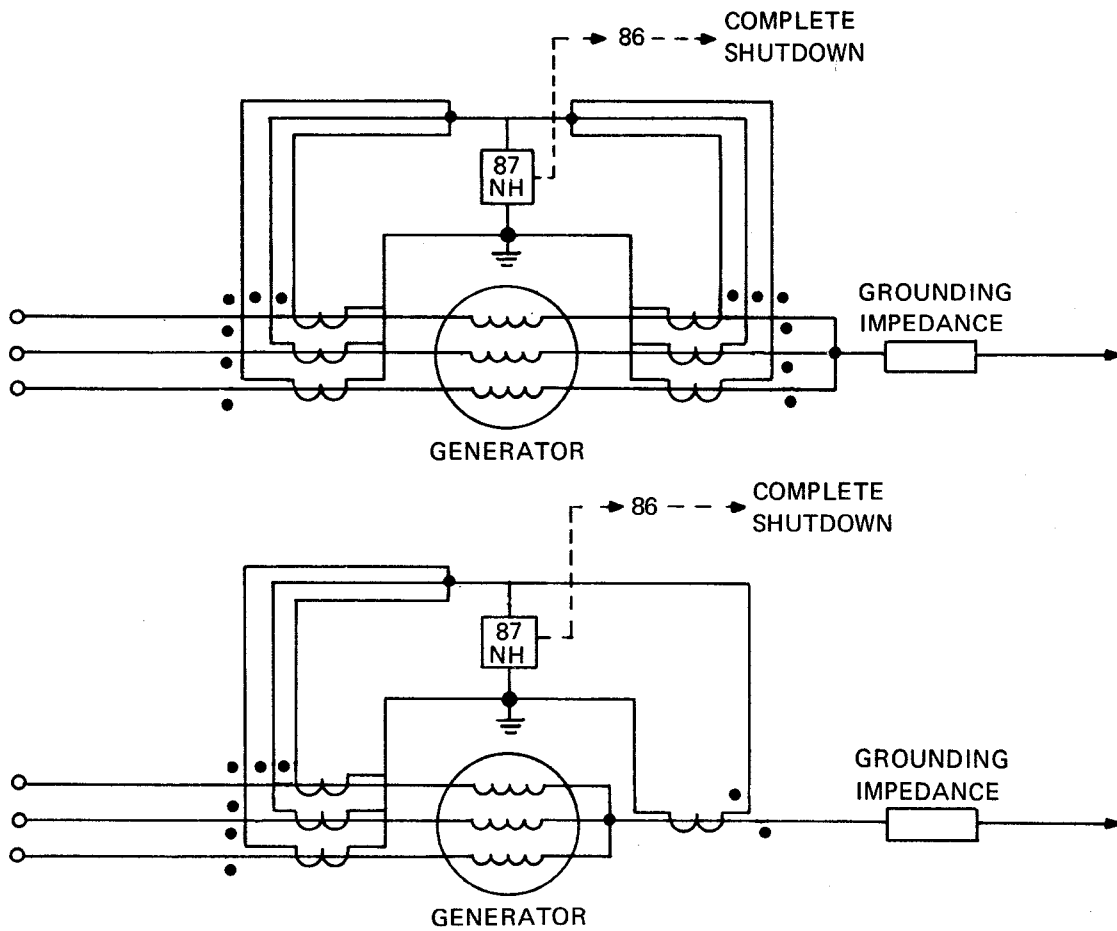 COMPLETE
86
SHUTDOWN
87
NH
GROUNDING
IMPEDANCE
GENERATOR
COMPLETE
86
SHUTDOWN
87
NH
GROUNDING
IMPEDANCE
GENERATOR